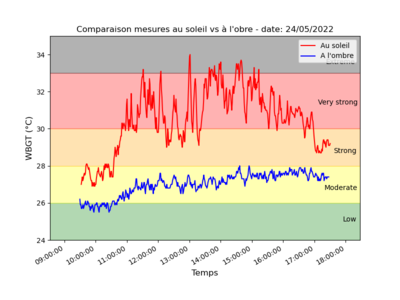 Comparaison mesures au soleil vs à l'obre - date: 24/05/2022
Au soleil
A l'ombre
Very strong
Strong
Moderate
Low
WBGT (°C)
34
32
30
28
26
24
09:00:00
10:00:00
11:00:00
12:00:00
13:00:00
14:00:00
15:00:00
16:00:00
17:00:00
18:00:00
Temps